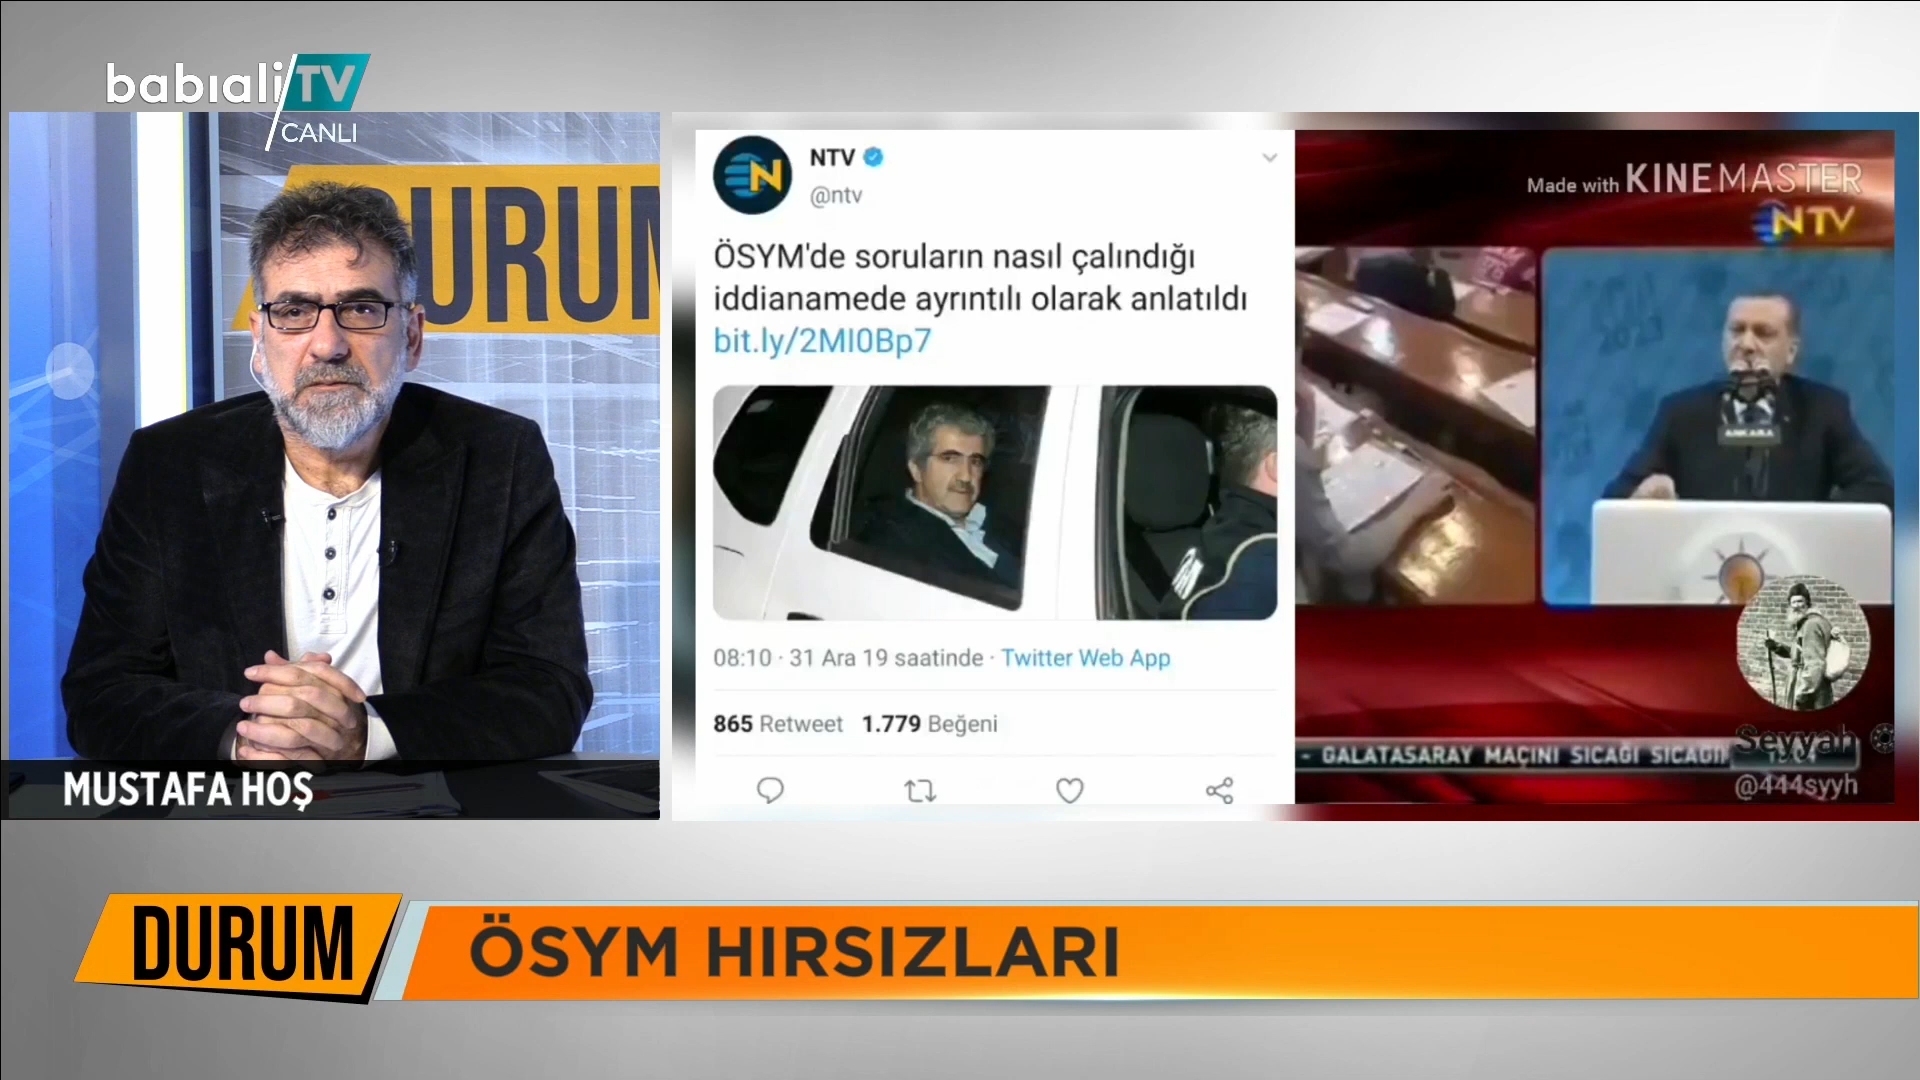 babıali TV
CANLI
DURUM
MUSTAFA HOŞ
NTV
@ntv
ÖSYM'de soruların nasıl çalındığı
iddianamede ayrıntılı olarak anlatıldı
bit.ly/2MI0Bp7
08:10 · 31 Ara 19 saatinde · Twitter Web App
865 Retweet 1.779 Beğeni
Made with KINEMASTER
NTV
2023
ANKARA
- GALATASARAY MAÇINI SICAĞI SICAĞI
Seyyah
@444syyh
DURUM
ÖSYM HIRSIZLARI